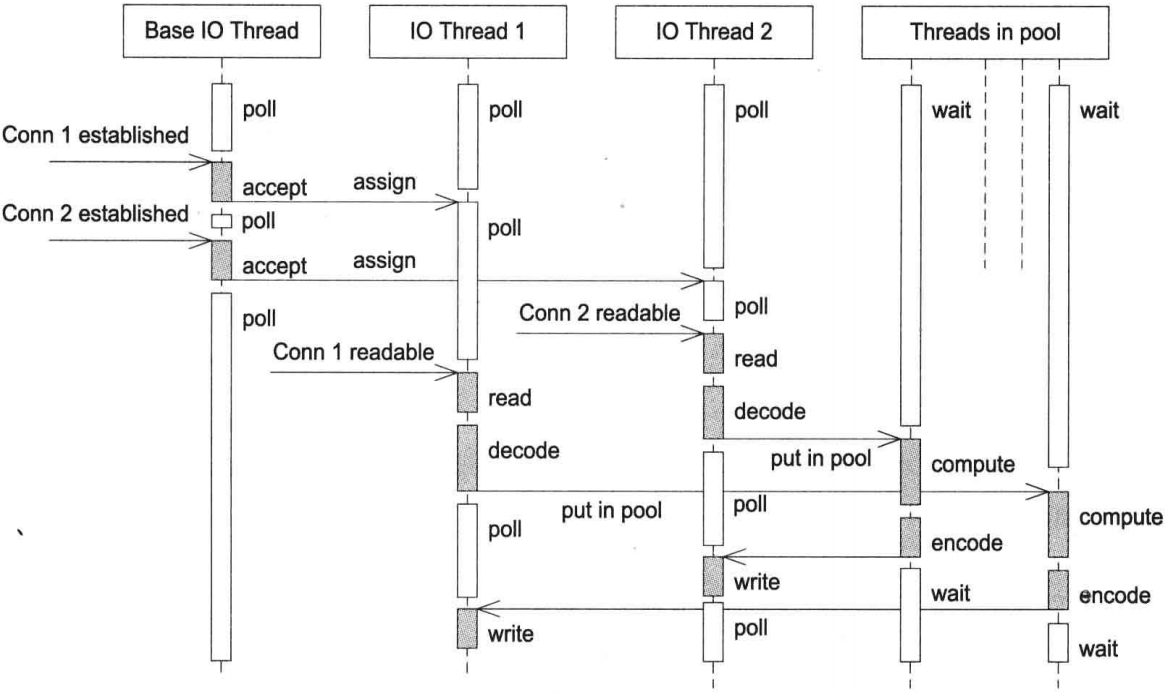 Base IO Thread IO Thread 1 IO Thread 2 Threads in pool
poll poll poll wait wait
Conn 1 established
accept assign
Conn 2 established poll poll
accept assign
poll poll
Conn 2 readable
Conn 1 readable read
read decode
decode put in pool compute
put in pool poll compute
poll encode
write wait encode
write poll wait